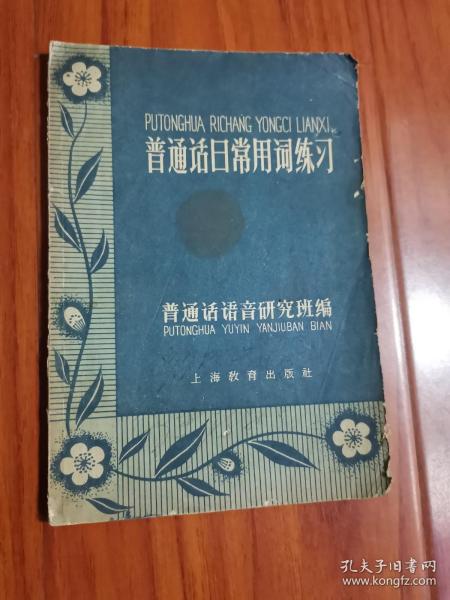 PUTONGHUA RICHANG YONGCI LIANXI
普通话日常用词练习
普通话语音研究班编
PUTONGHUA YUYIN YANJIUBAN BIAN
上海教育出版社
孔夫子旧书网
www.kongfz.com